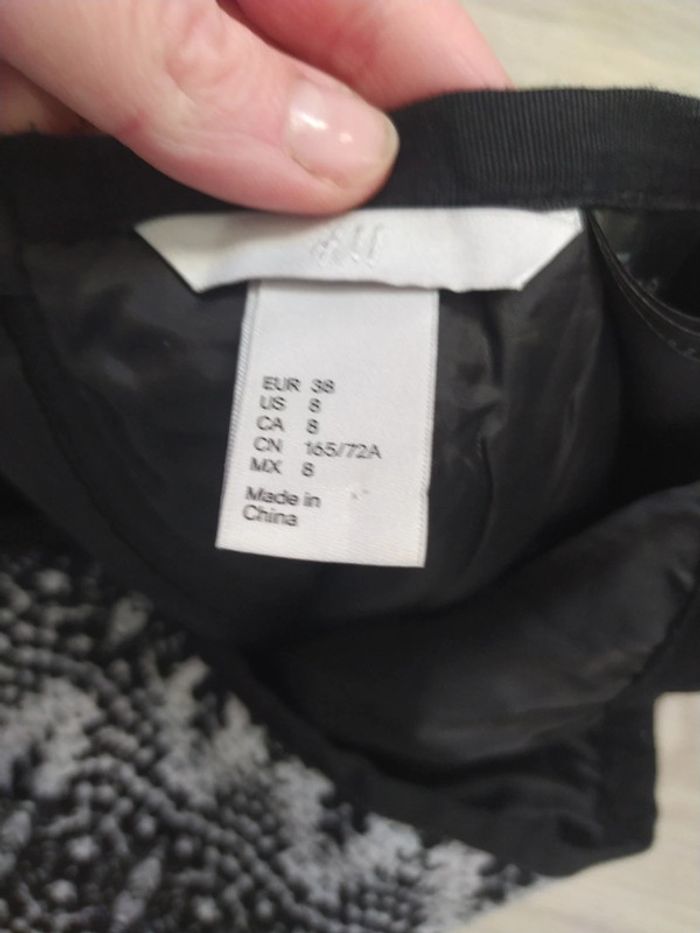 EUR 38
US 8
CA 8
CN 165/72A
MX 8
Made in
China